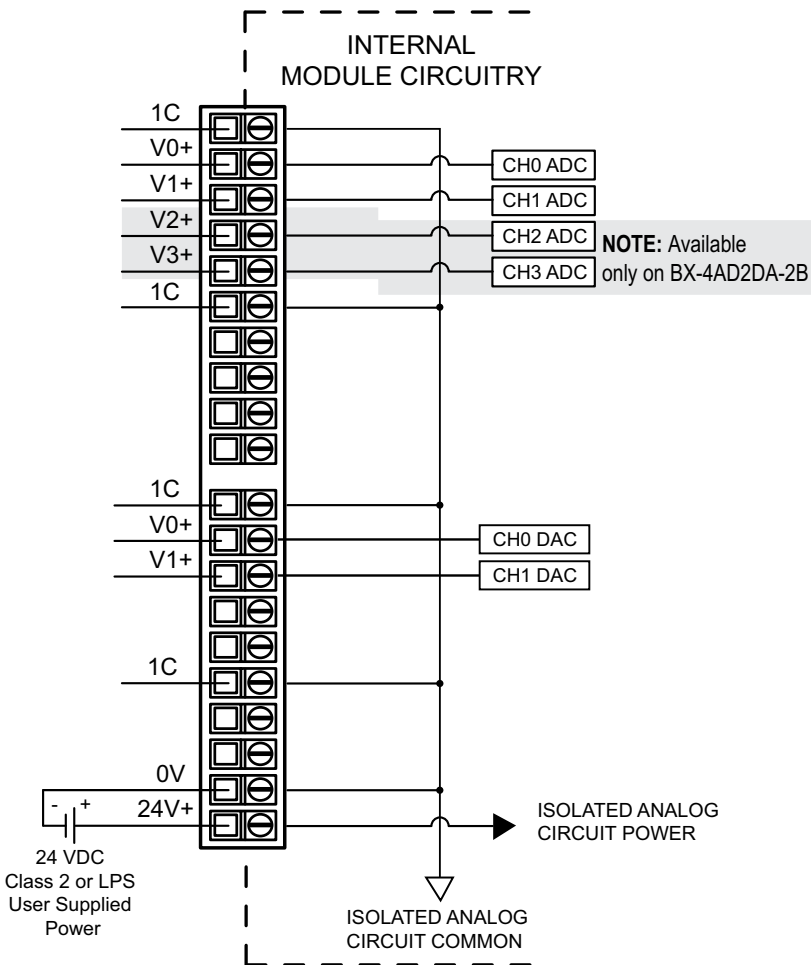 INTERNAL
MODULE CIRCUITRY
1C
V0+
CH0 ADC
V1+
CH1 ADC
V2+
CH2 ADC
V3+
CH3 ADC
NOTE: Available
only on BX-4AD2DA-2B
1C
1C
V0+
CH0 DAC
V1+
CH1 DAC
1C
0V
- +
24V+
ISOLATED ANALOG
CIRCUIT POWER
24 VDC
Class 2 or LPS
User Supplied
Power
ISOLATED ANALOG
CIRCUIT COMMON